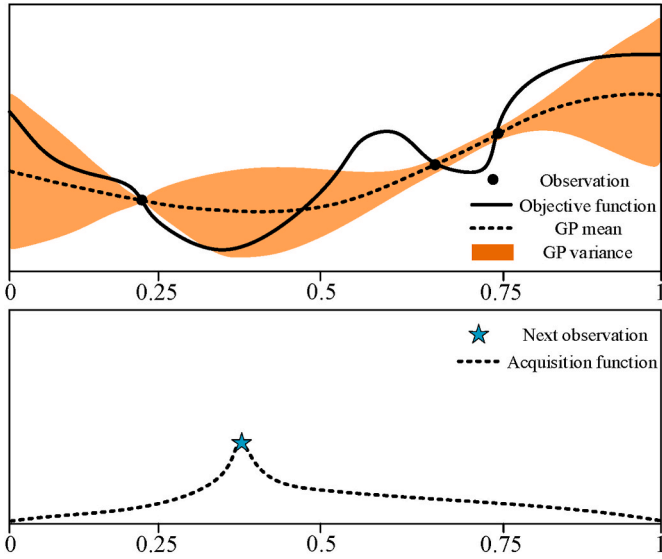 Observation
Objective function
GP mean
GP variance
0 0.25 0.5 0.75 1
Next observation
Acquisition function
0 0.25 0.5 0.75 1